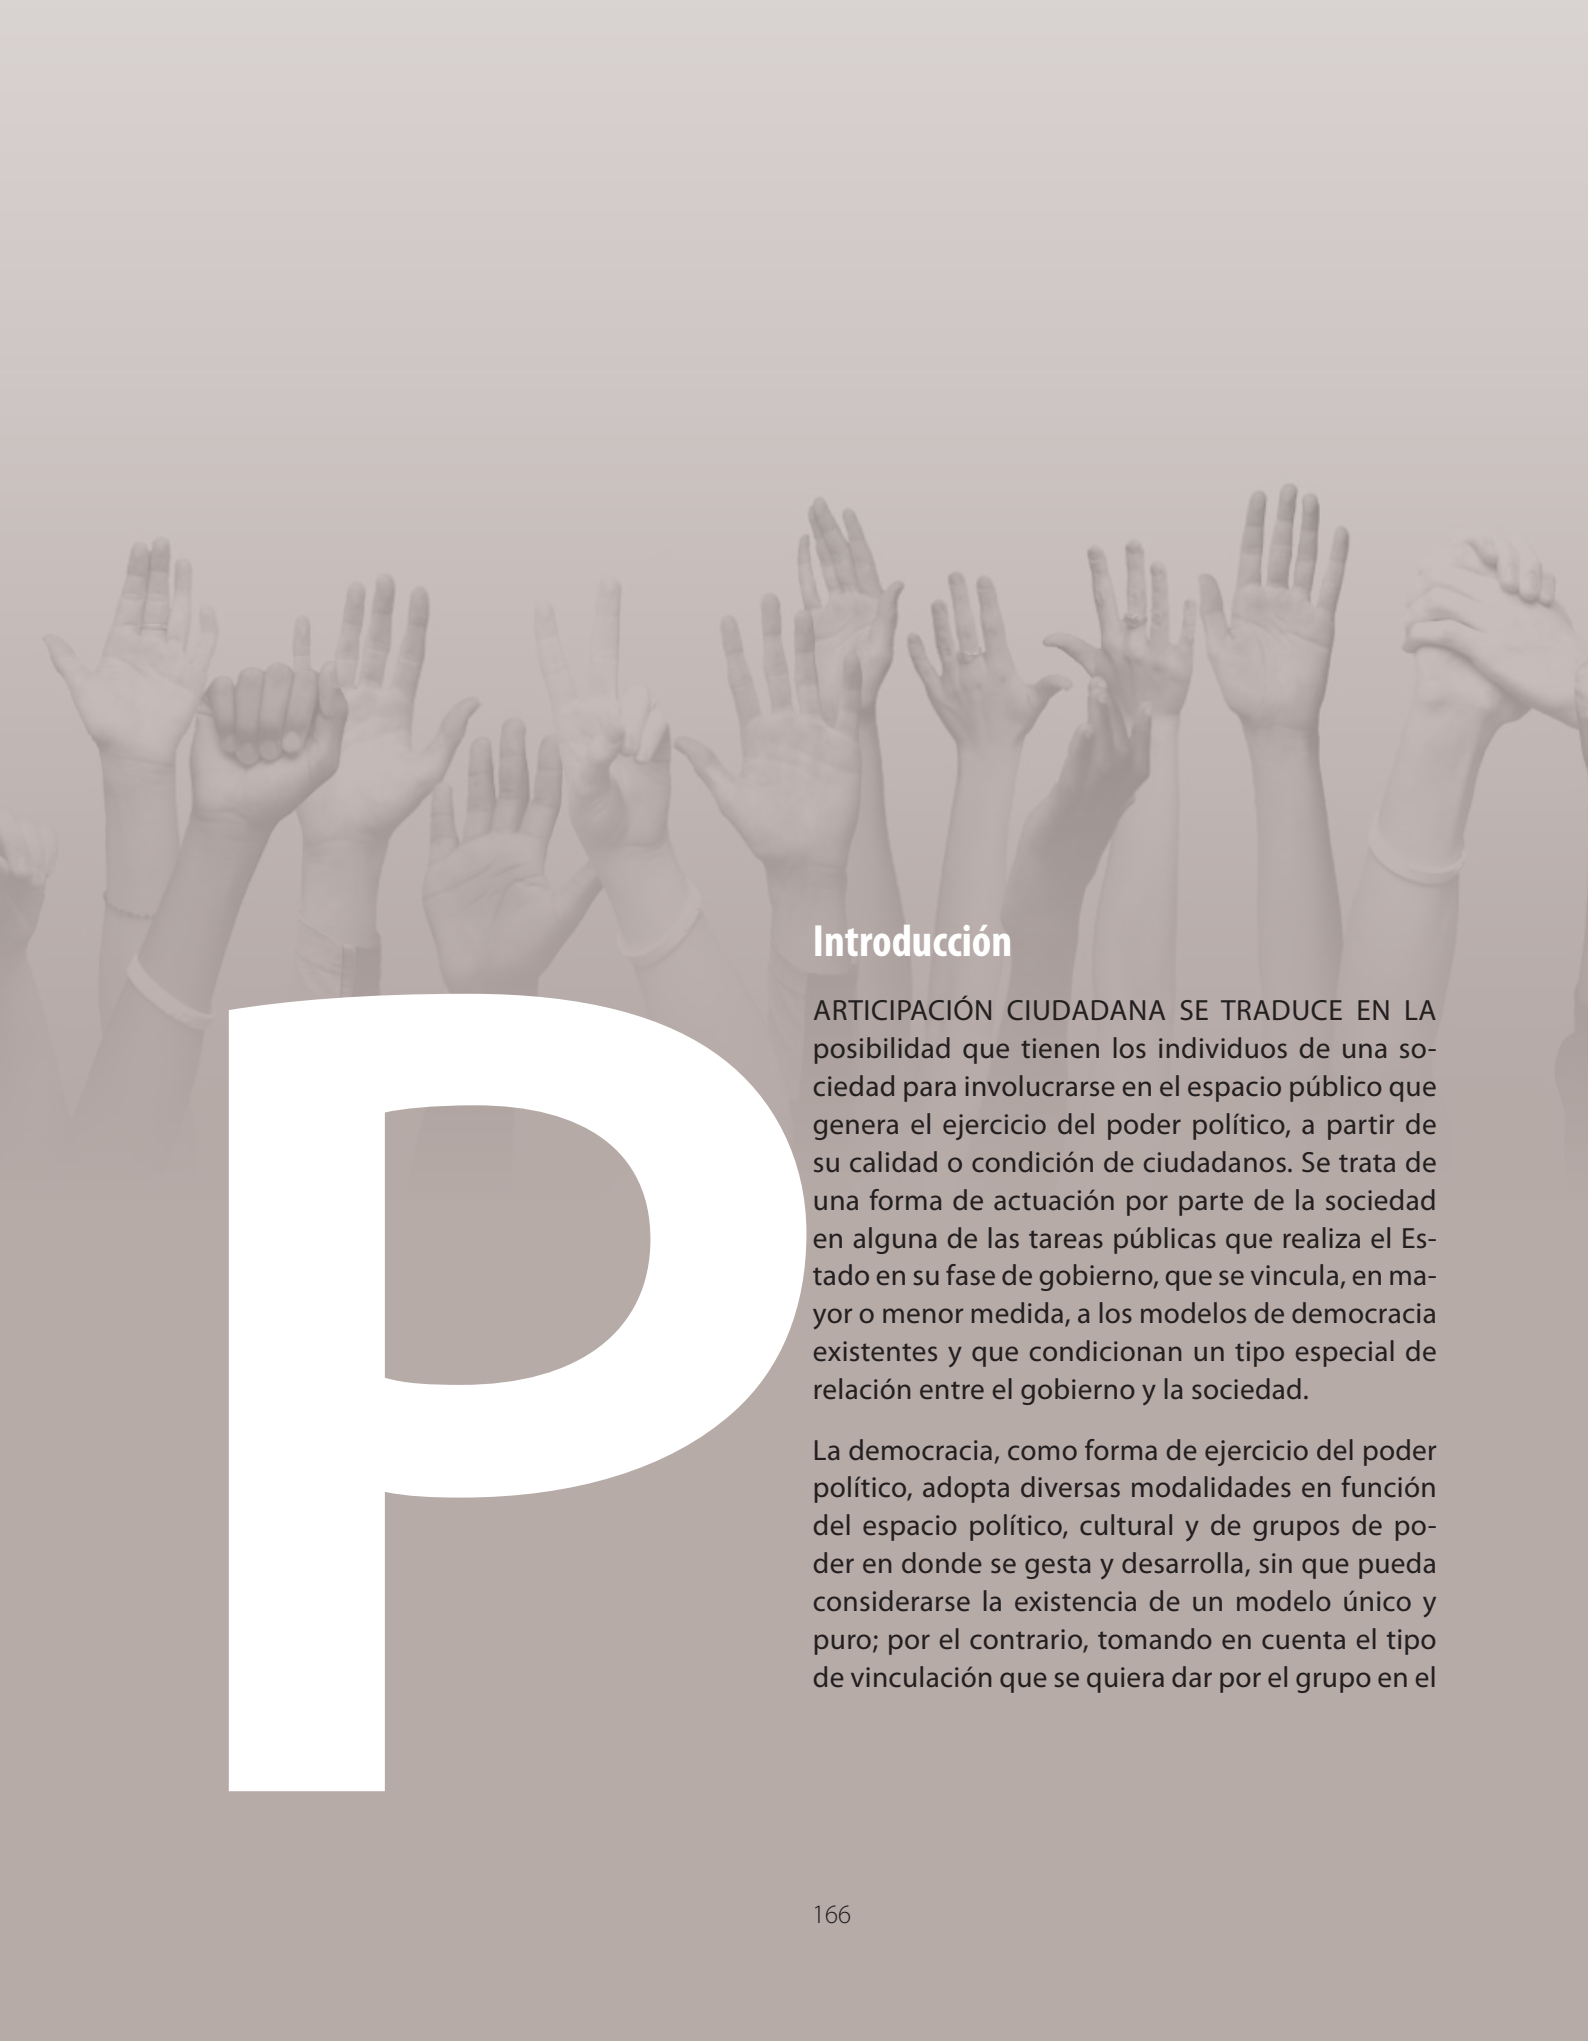 Introducción
PARTICIPACIÓN CIUDADANA SE TRADUCE EN LA
posibilidad que tienen los individuos de una so-
ciedad para involucrarse en el espacio público que
genera el ejercicio del poder político, a partir de
su calidad o condición de ciudadanos. Se trata de
una forma de actuación por parte de la sociedad
en alguna de las tareas públicas que realiza el Es-
tado en su fase de gobierno, que se vincula, en ma-
yor o menor medida, a los modelos de democracia
existentes y que condicionan un tipo especial de
relación entre el gobierno y la sociedad.
La democracia, como forma de ejercicio del poder
político, adopta diversas modalidades en función
del espacio político, cultural y de grupos de po-
der en donde se gesta y desarrolla, sin que pueda
considerarse la existencia de un modelo único y
puro; por el contrario, tomando en cuenta el tipo
de vinculación que se quiera dar por el grupo en el
166